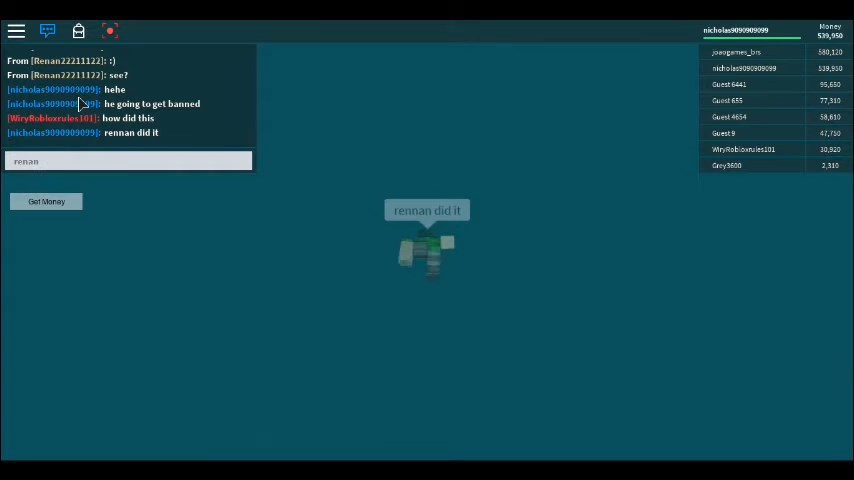 nicholas9090909099
Money
539,950
From [Renan22211122]: :)
From [Renan22211122]: see?
[nicholas9090909099]: hehe
[nicholas9090909099]: he going to get banned
[WiryRobloxrules101]: how did this
[nicholas9090909099]: rennan did it
renan
Get Money
rennan did it
joaogames_brs 580,120
nicholas9090909099 539,950
Guest 6441 95,650
Guest 655 77,310
Guest 4654 58,610
Guest 9 47,750
WiryRobloxrules101 30,920
Grey3600 2,310